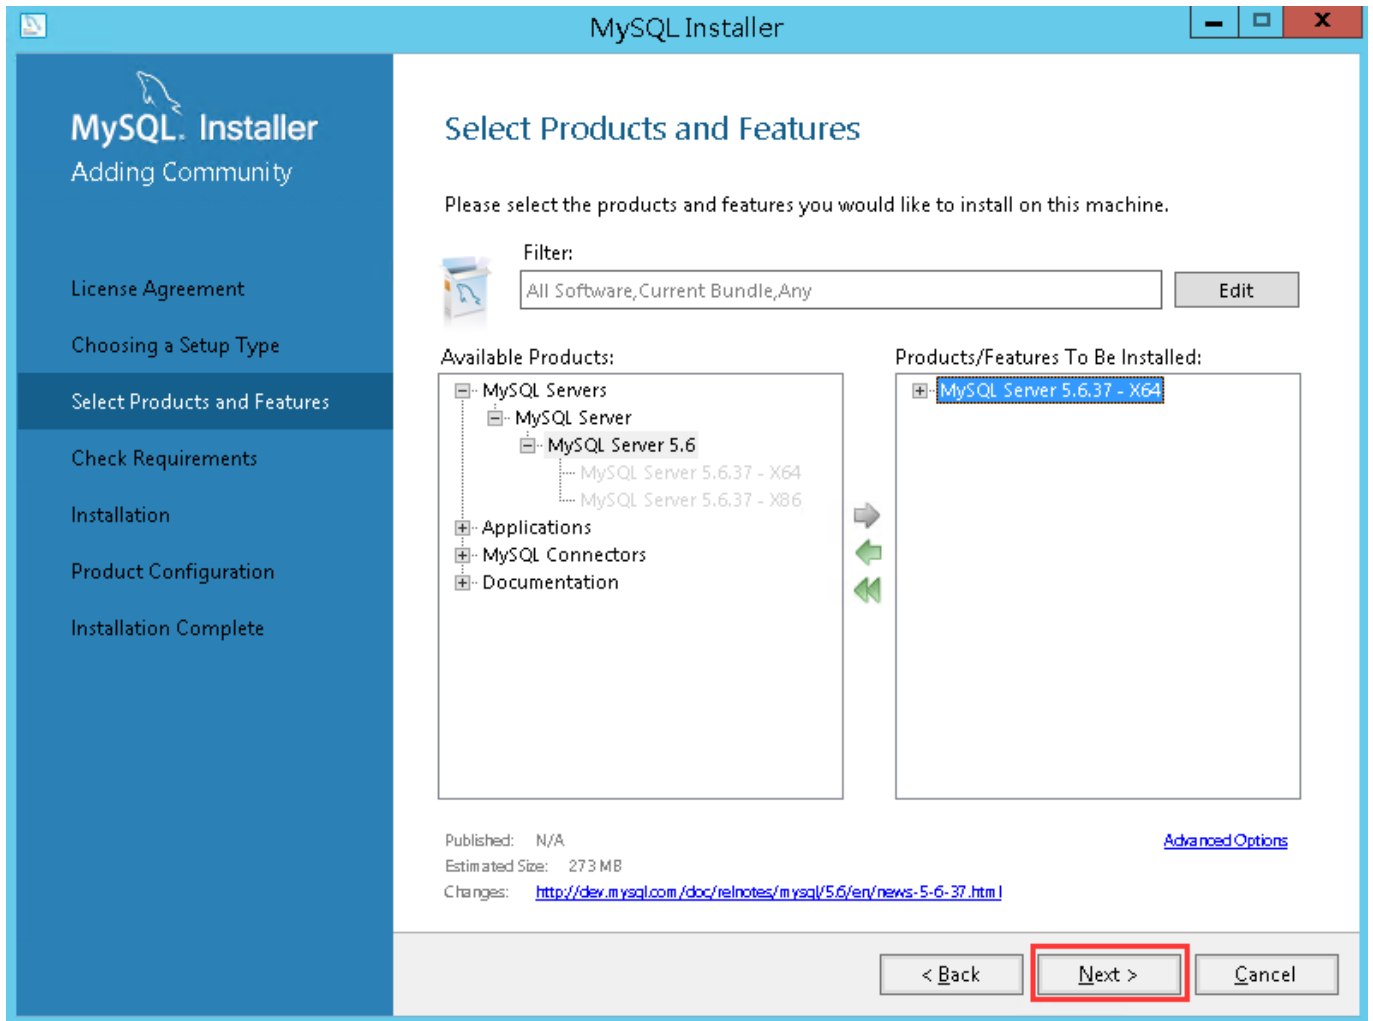 MySQL Installer
MySQL. Installer
Adding Community
License Agreement
Choosing a Setup Type
Select Products and Features
Check Requirements
Installation
Product Configuration
Installation Complete
Select Products and Features
Please select the products and features you would like to install on this machine.
Filter:
All Software,Current Bundle,Any
Edit
Available Products:
MySQL Servers
MySQL Server
MySQL Server 5.6
MySQL Server 5.6.37 - X64
MySQL Server 5.6.37 - X86
Applications
MySQL Connectors
Documentation
Products/Features To Be Installed:
MySQL Server 5.6.37 - X64
Published: N/A
Advanced Options
Estimated Size: 273 MB
Changes: http://dev.mysql.com/doc/relnotes/mysql/5.6/en/news-5-6-37.html
< Back
Next >
Cancel